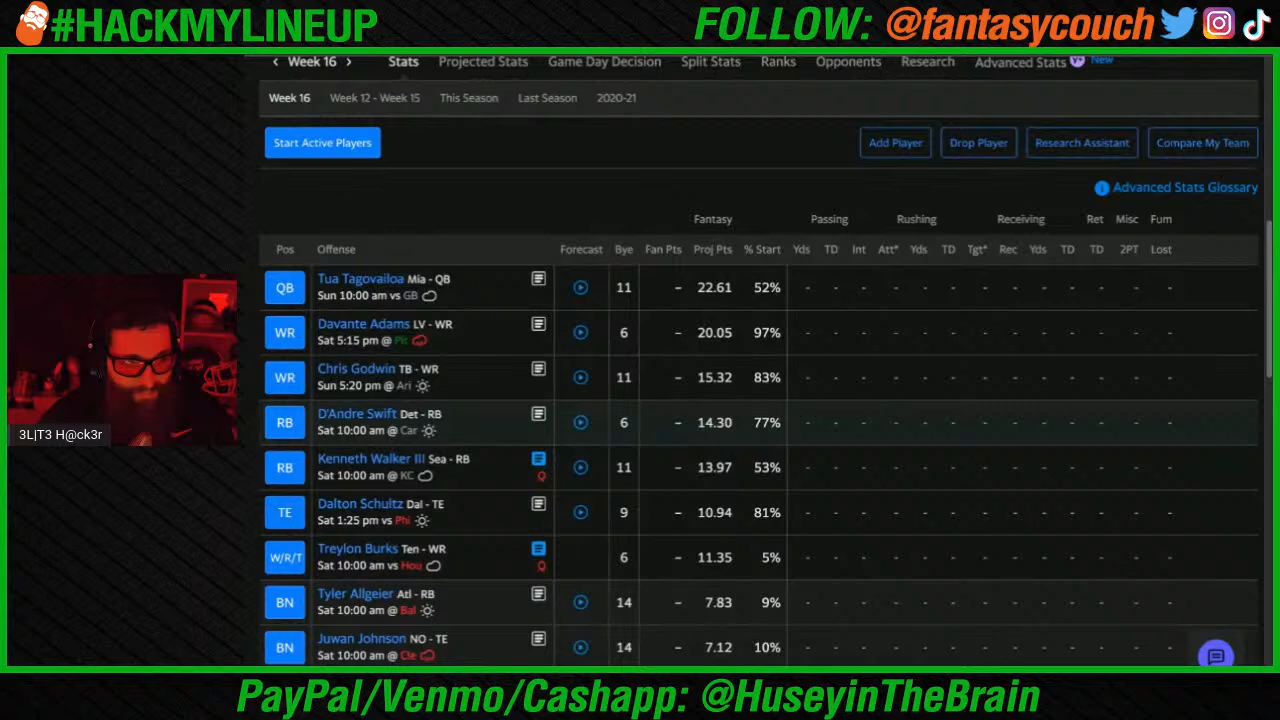 #HACKMYLINEUP
FOLLOW: @fantasycouch
Week 16
Stats
Projected Stats
Game Day Decision
Split Stats
Ranks
Opponents
Research
Advanced Stats Y+ New
Week 16
Week 12 - Week 15
This Season
Last Season
2020-21
Start Active Players
Add Player
Drop Player
Research Assistant
Compare My Team
Advanced Stats Glossary
Fantasy Passing Rushing Receiving Ret Misc Fum
Pos Offense Forecast Bye Fan Pts Proj Pts % Start Yds TD Int Att* Yds TD Tgt* Rec Yds TD TD 2PT Lost
QB Tua Tagovailoa Mia - QB
Sun 10:00 am vs GB
11 – 22.61 52% - - - - - - - - - - - - -
WR Davante Adams LV - WR
Sat 5:15 pm @ Pit
6 – 20.05 97% - - - - - - - - - - - - -
WR Chris Godwin TB - WR
Sun 5:20 pm @ Ari
11 – 15.32 83% - - - - - - - - - - - - -
RB D'Andre Swift Det - RB
Sat 10:00 am @ Car
6 – 14.30 77% - - - - - - - - - - - - -
RB Kenneth Walker III Sea - RB
Sat 10:00 am @ KC
Q
11 – 13.97 53% - - - - - - - - - - - - -
TE Dalton Schultz Dal - TE
Sat 1:25 pm vs Phi
9 – 10.94 81% - - - - - - - - - - - - -
W/R/T Treylon Burks Ten - WR
Sat 10:00 am vs Hou
Q
6 – 11.35 5% - - - - - - - - - - - - -
BN Tyler Allgeier Atl - RB
Sat 10:00 am @ Bal
14 – 7.83 9% - - - - - - - - - - - - -
BN Juwan Johnson NO - TE
Sat 10:00 am @ Cle
14 – 7.12 10% - - - - - - - - - - - - -
3L|T3 H@ck3r
PayPal/Venmo/Cashapp: @HuseyinTheBrain